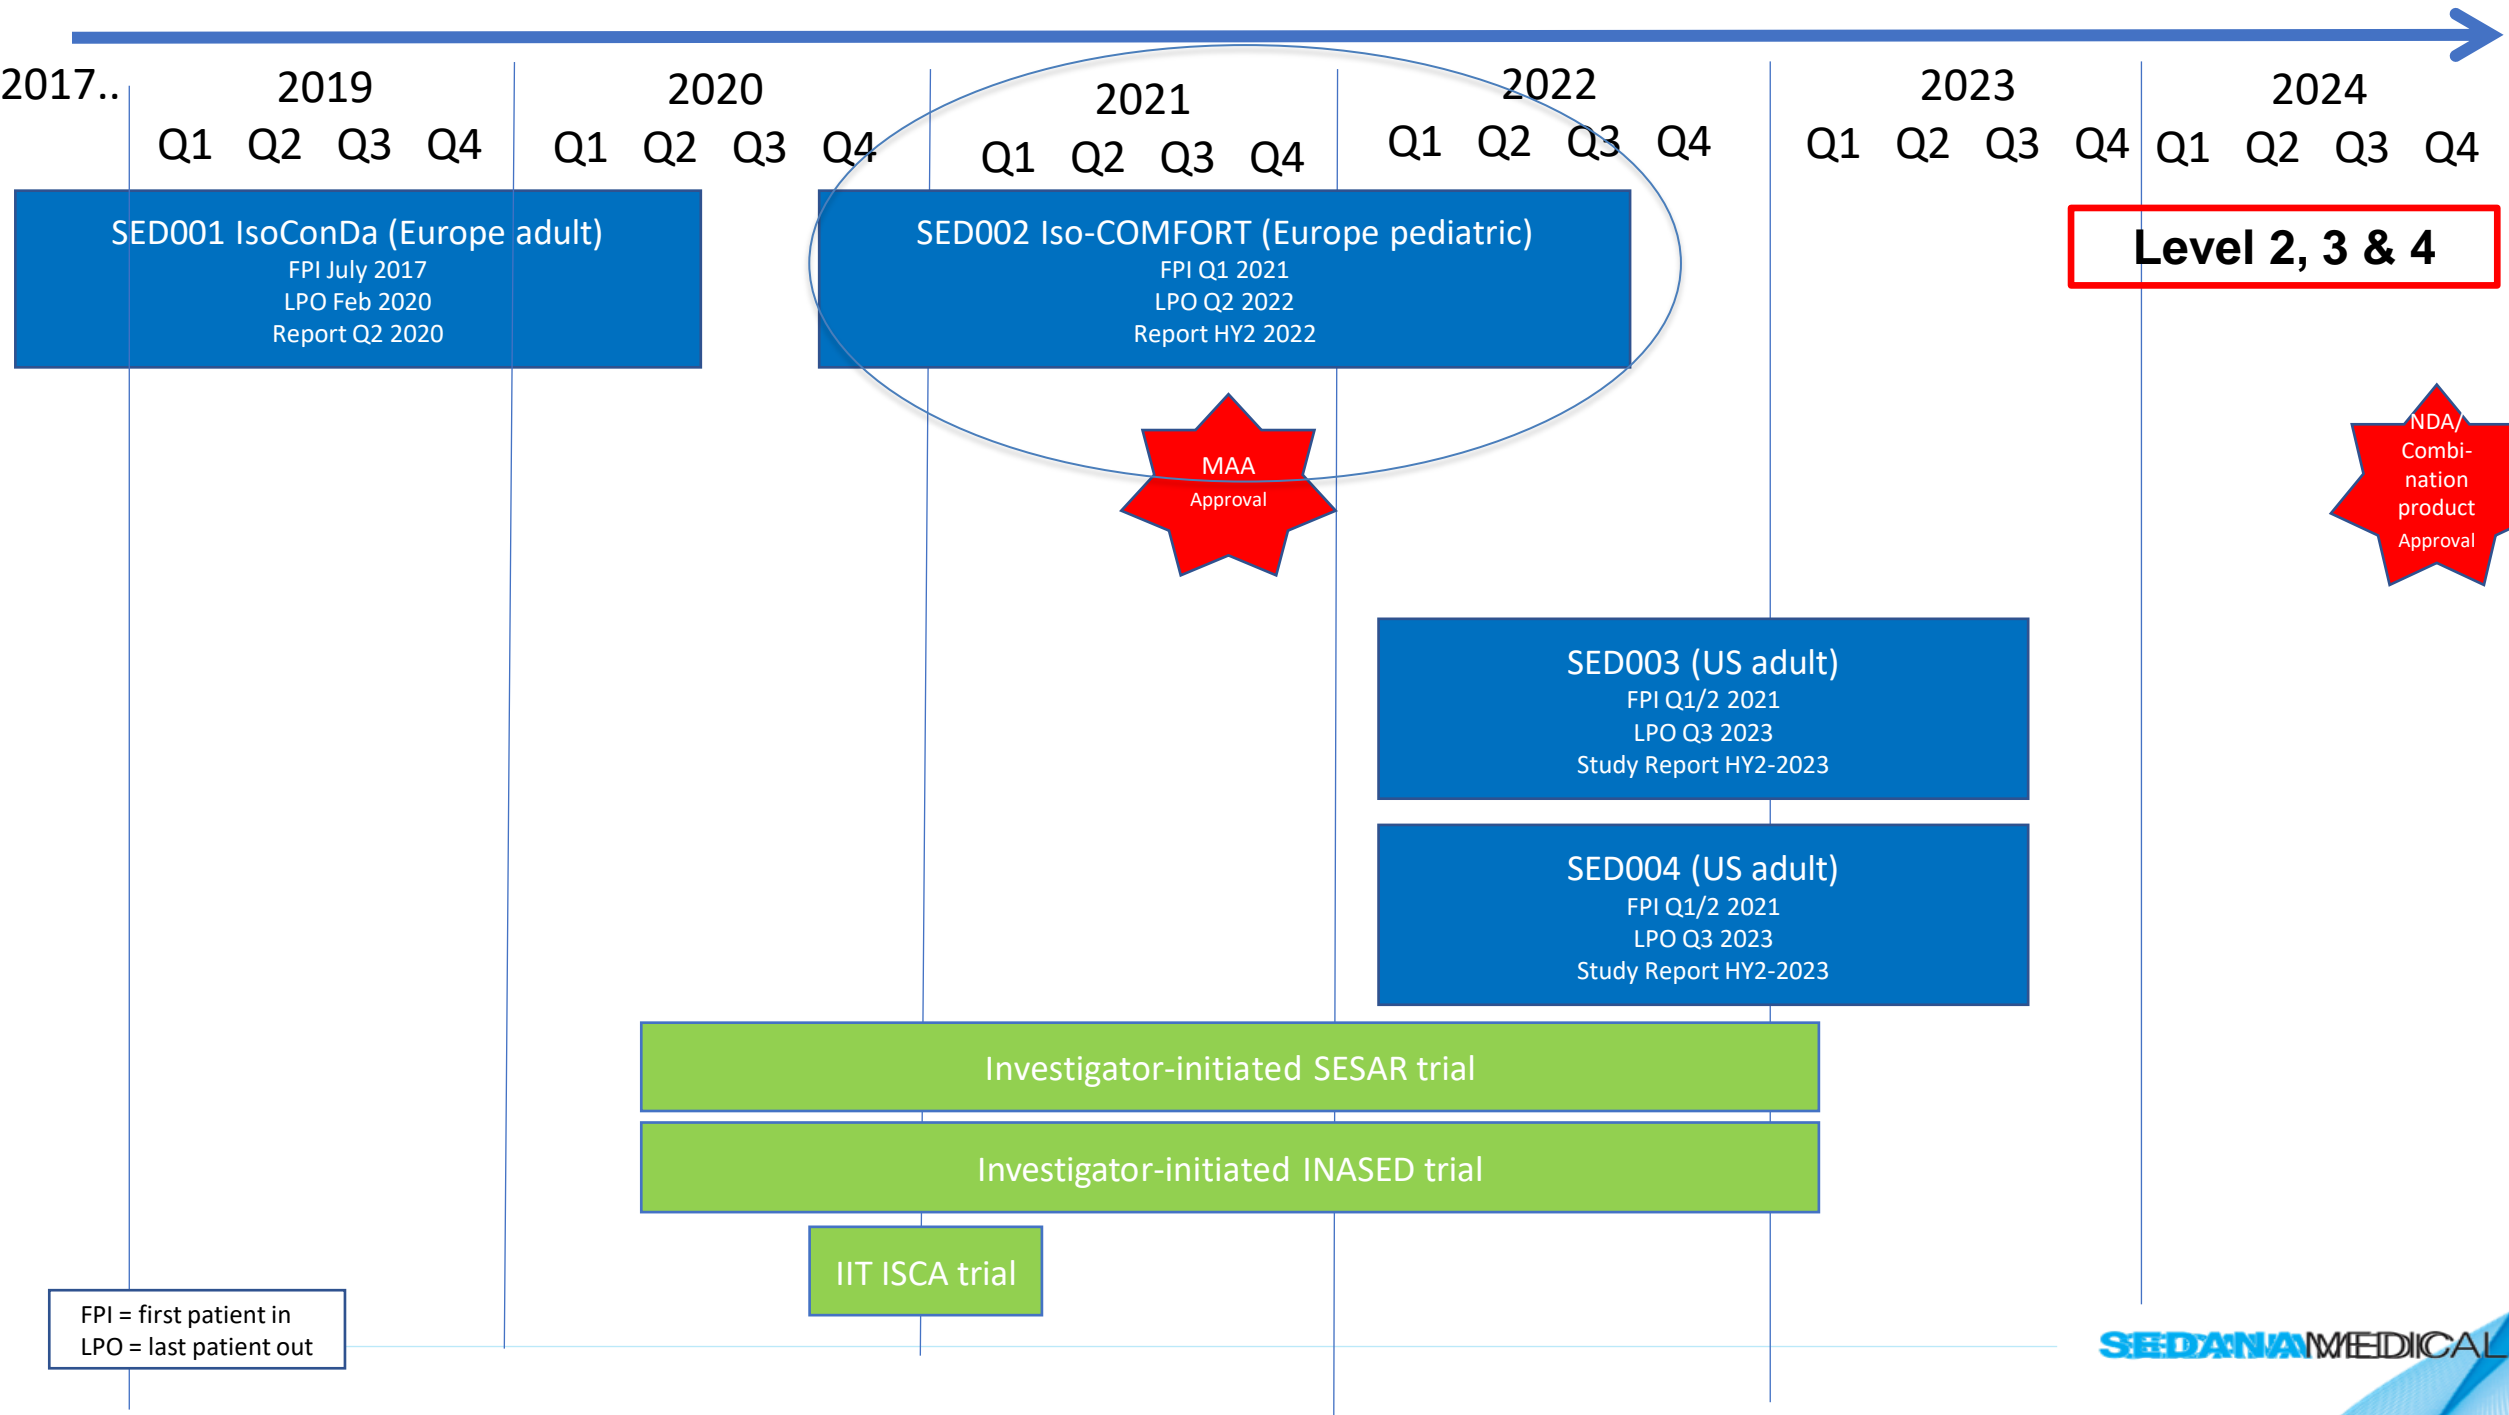 2017..
2019
2020
2021
2022
2023
2024
Q1 Q2 Q3 Q4
Q1 Q2 Q3 Q4
Q1 Q2 Q3 Q4
Q1 Q2 Q3 Q4
Q1 Q2 Q3 Q4
Q1 Q2 Q3 Q4
SED001 IsoConDa (Europe adult)
FPI July 2017
LPO Feb 2020
Report Q2 2020
SED002 Iso-COMFORT (Europe pediatric)
FPI Q1 2021
LPO Q2 2022
Report HY2 2022
Level 2, 3 & 4
MAA
Approval
NDA/
Combi-
nation
product
Approval
SED003 (US adult)
FPI Q1/2 2021
LPO Q3 2023
Study Report HY2-2023
SED004 (US adult)
FPI Q1/2 2021
LPO Q3 2023
Study Report HY2-2023
Investigator-initiated SESAR trial
Investigator-initiated INASED trial
IIT ISCA trial
FPI = first patient in
LPO = last patient out
SEDANAMEDICAL